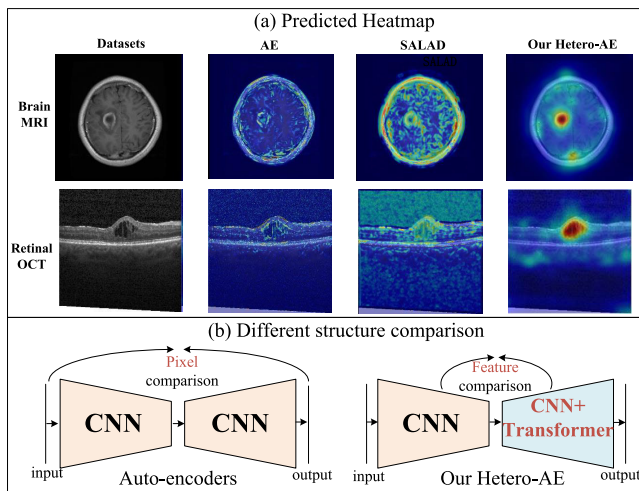 (a) Predicted Heatmap
Datasets AE SALAD Our Hetero-AE
SALAD
Brain
MRI
Retinal
OCT
(b) Different structure comparison
Pixel
comparison
CNN CNN
input output
Auto-encoders
Feature
comparison
CNN CNN+
Transformer
input output
Our Hetero-AE